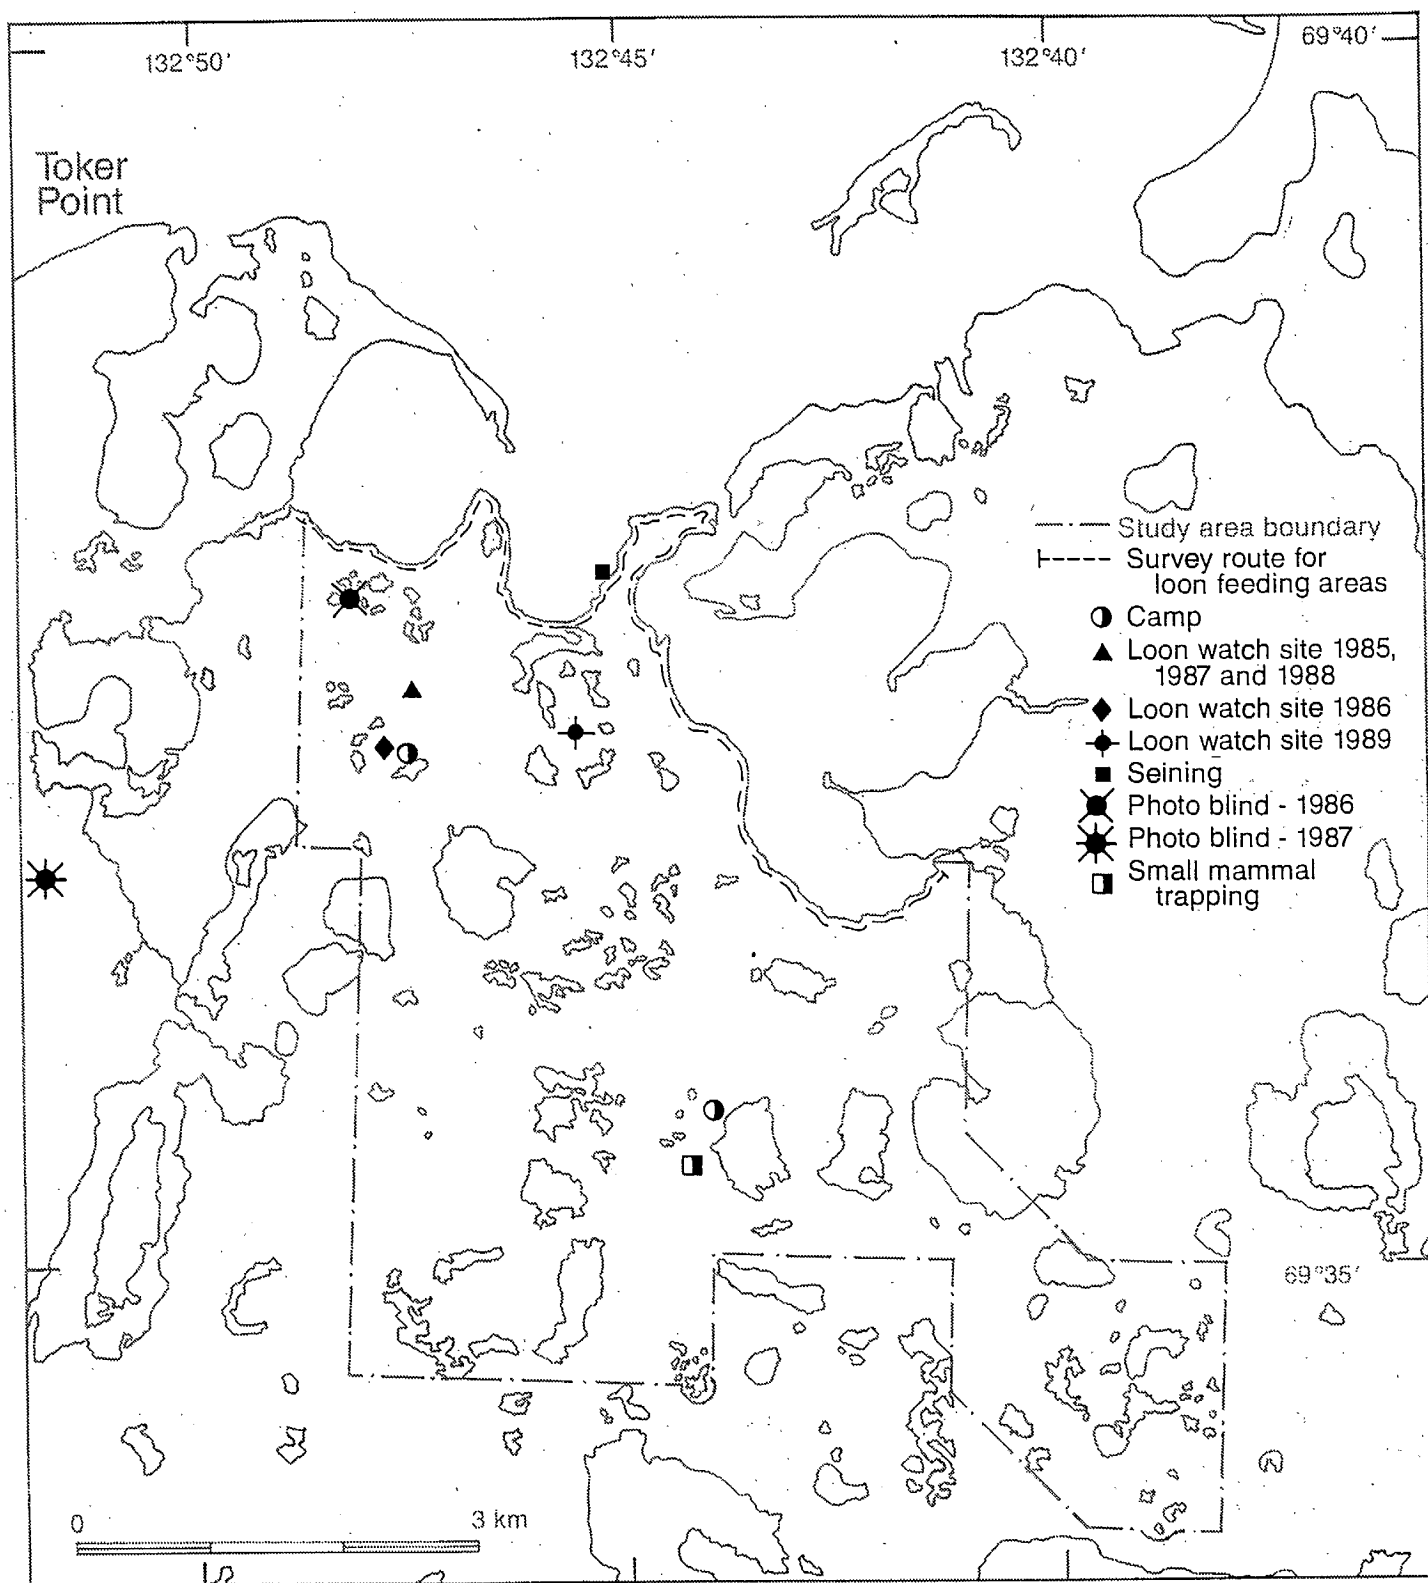 132°50'
132°45'
132°40'
69°40'
Toker
Point
Study area boundary
Survey route for
loon feeding areas
Camp
Loon watch site 1985,
1987 and 1988
Loon watch site 1986
Loon watch site 1989
Seining
Photo blind - 1986
Photo blind - 1987
Small mammal
trapping
69°35'
0
3 km